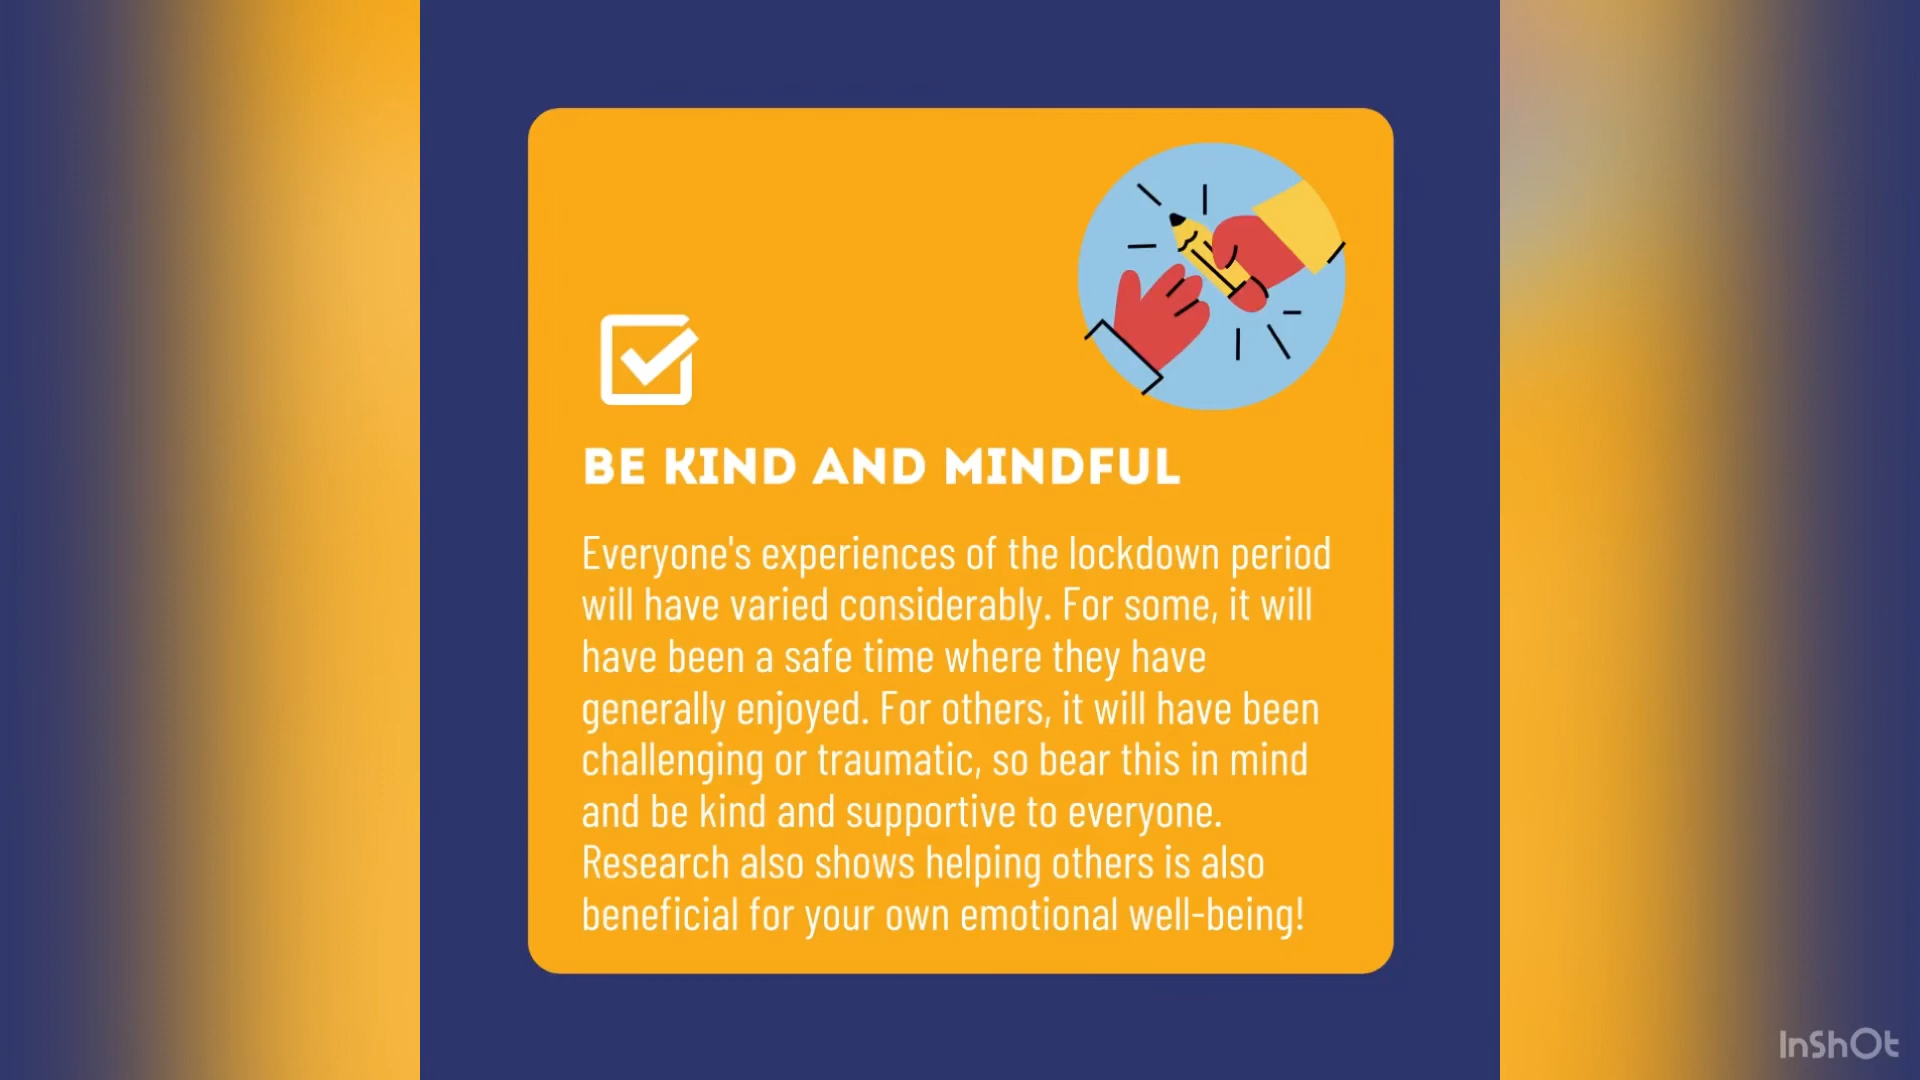 BE KIND AND MINDFUL
Everyone's experiences of the lockdown period
will have varied considerably. For some, it will
have been a safe time where they have
generally enjoyed. For others, it will have been
challenging or traumatic, so bear this in mind
and be kind and supportive to everyone.
Research also shows helping others is also
beneficial for your own emotional well-being!
InShOt